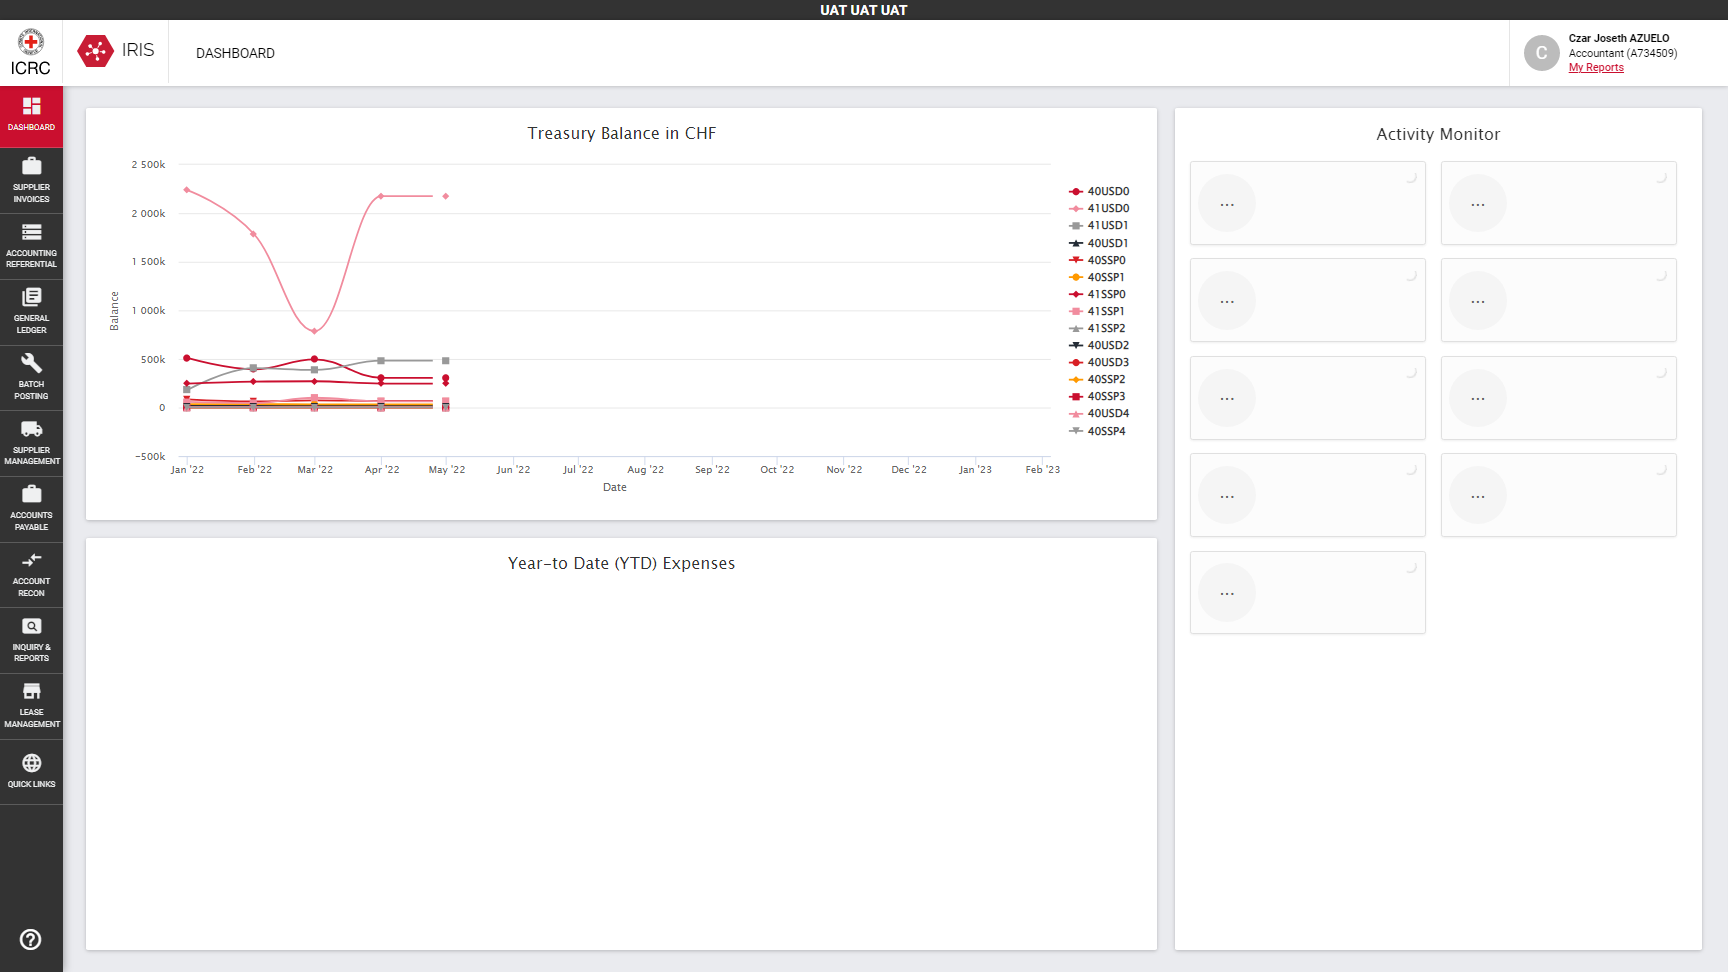 UAT UAT UAT
ICRC
IRIS
DASHBOARD
Czar Joseth AZUELO
Accountant (A734509)
My Reports
C
DASHBOARD
SUPPLIER
INVOICES
ACCOUNTING
REFERENTIAL
GENERAL
LEDGER
BATCH
POSTING
SUPPLIER
MANAGEMENT
ACCOUNTS
PAYABLE
ACCOUNT
RECON
INQUIRY &
REPORTS
LEASE
MANAGEMENT
QUICK LINKS
Treasury Balance in CHF
2 500k
2 000k
1 500k
1 000k
500k
0
-500k
Balance
Jan '22 Feb '22 Mar '22 Apr '22 May '22 Jun '22 Jul '22 Aug '22 Sep '22 Oct '22 Nov '22 Dec '22 Jan '23 Feb '23
Date
40USD0
41USD0
41USD1
40USD1
40SSP0
40SSP1
41SSP0
41SSP1
41SSP2
40USD2
40USD3
40SSP2
40SSP3
40USD4
40SSP4
Year-to Date (YTD) Expenses
Activity Monitor
... ...
... ...
... ...
... ...
...